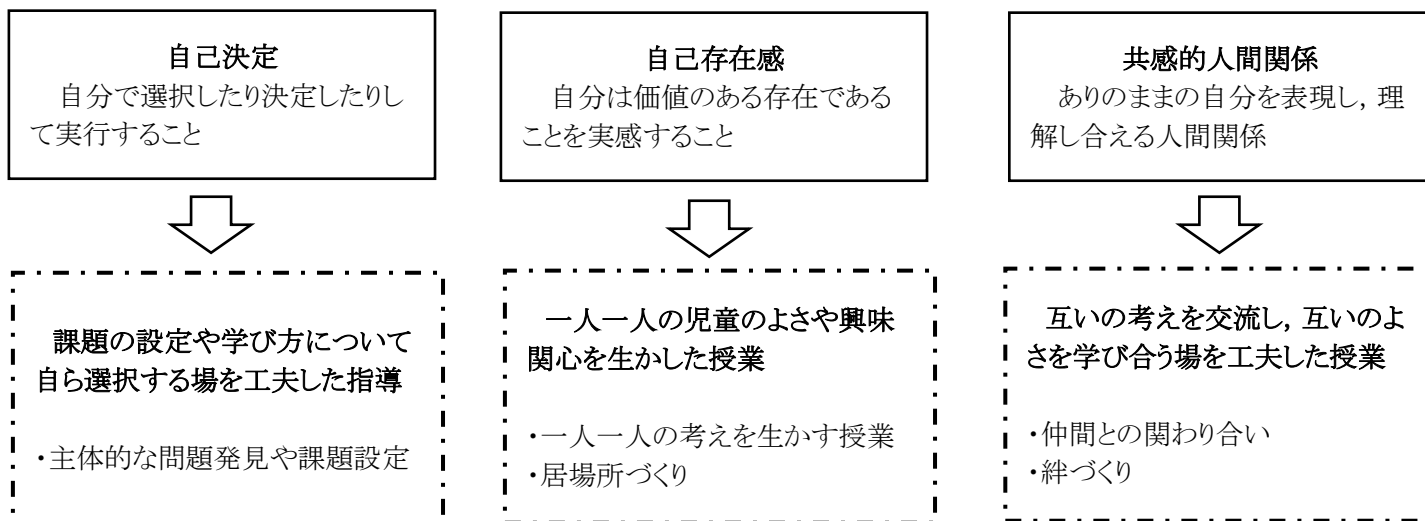 自己決定
自分で選択したり決定したりし
て実行すること
自己存在感
自分は価値のある存在である
ことを実感すること
共感的人間関係
ありのままの自分を表現し，理
解し合える人間関係
課題の設定や学び方について
自ら選択する場を工夫した指導
・主体的な問題発見や課題設定
一人一人の児童のよさや興味
関心を生かした授業
・一人一人の考えを生かす授業
・居場所づくり
互いの考えを交流し，互いのよ
さを学び合う場を工夫した授業
・仲間との関わり合い
・絆づくり